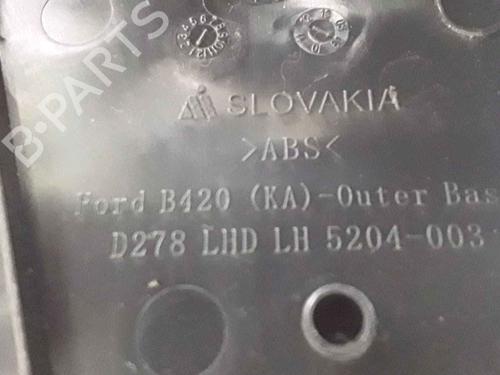 B-PARTS
SLOVAKIA
>ABS<
Ford B420 (KA)-Outer Bas
D278 LHD LH 5204-003